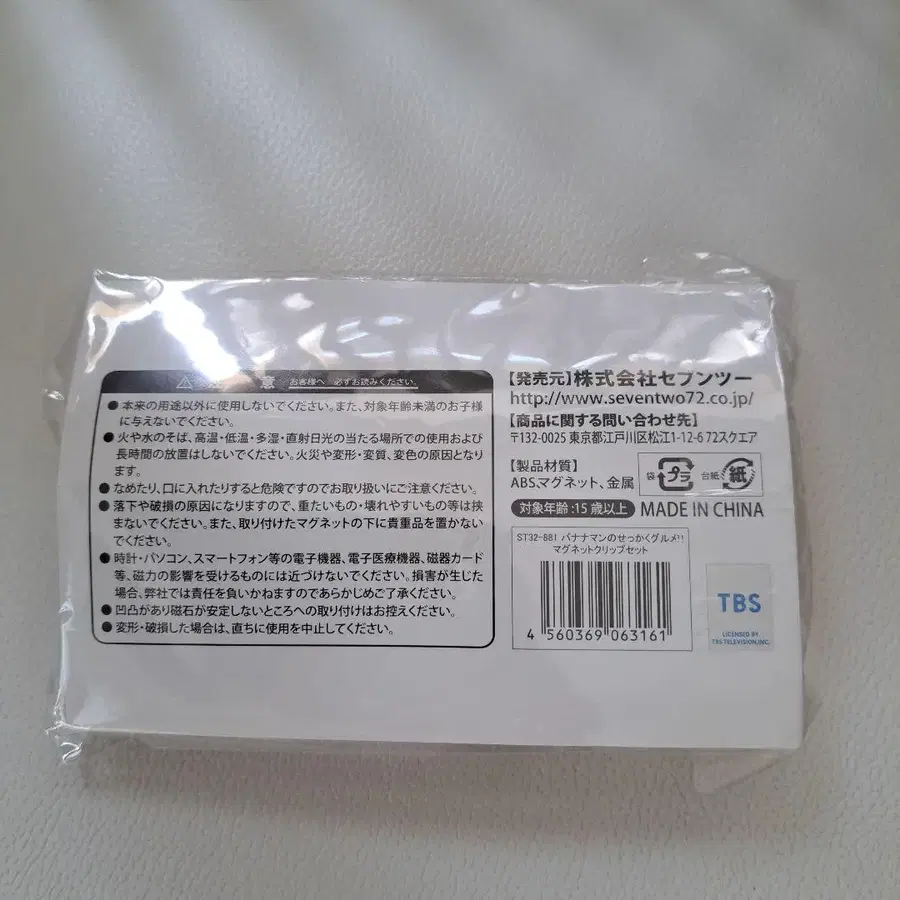 ⚠ 注 意 お客様へ 必ずお読みください。
●本来の用途以外に使用しないでください。また、対象年齢未満のお子様
に与えないでください。
●火や水のそば、高温・低温・多湿・直射日光の当たる場所での使用および
長時間の放置はしないでください。火災や変形・変質、変色の原因となり
ます。
●なめたり、口に入れたりすると危険ですのでお取り扱いにご注意ください。
●落下や破損の原因になりますので、重たいもの・壊れやすいもの等は挟
まないでください。また、取り付けたマグネットの下に貴重品を置かない
でください。
●時計・パソコン、スマートフォン等の電子機器、電子医療機器、磁器カード
等、磁力の影響を受けるものには近づけないでください。損害が生じた
場合、弊社では責任を負いかねますのであらかじめご了承ください。
●凹凸があり磁石が安定しないところへの取り付けはお控えください。
●変形・破損した場合は、直ちに使用を中止してください。
【発売元】株式会社セブンツー
http://www.seventwo72.co.jp/
【商品に関する問い合わせ先】
〒132-0025 東京都江戸川区松江1-12-6 72スクエア
【製品材質】
ABS、マグネット、金属
袋 プラ 台紙 紙
対象年齢:15歳以上 MADE IN CHINA
ST32-881 バナナマンのせっかくグルメ!!
マグネットクリップセット
4 560369 063161
TBS
LICENSED BY
TBS TELEVISION, INC.